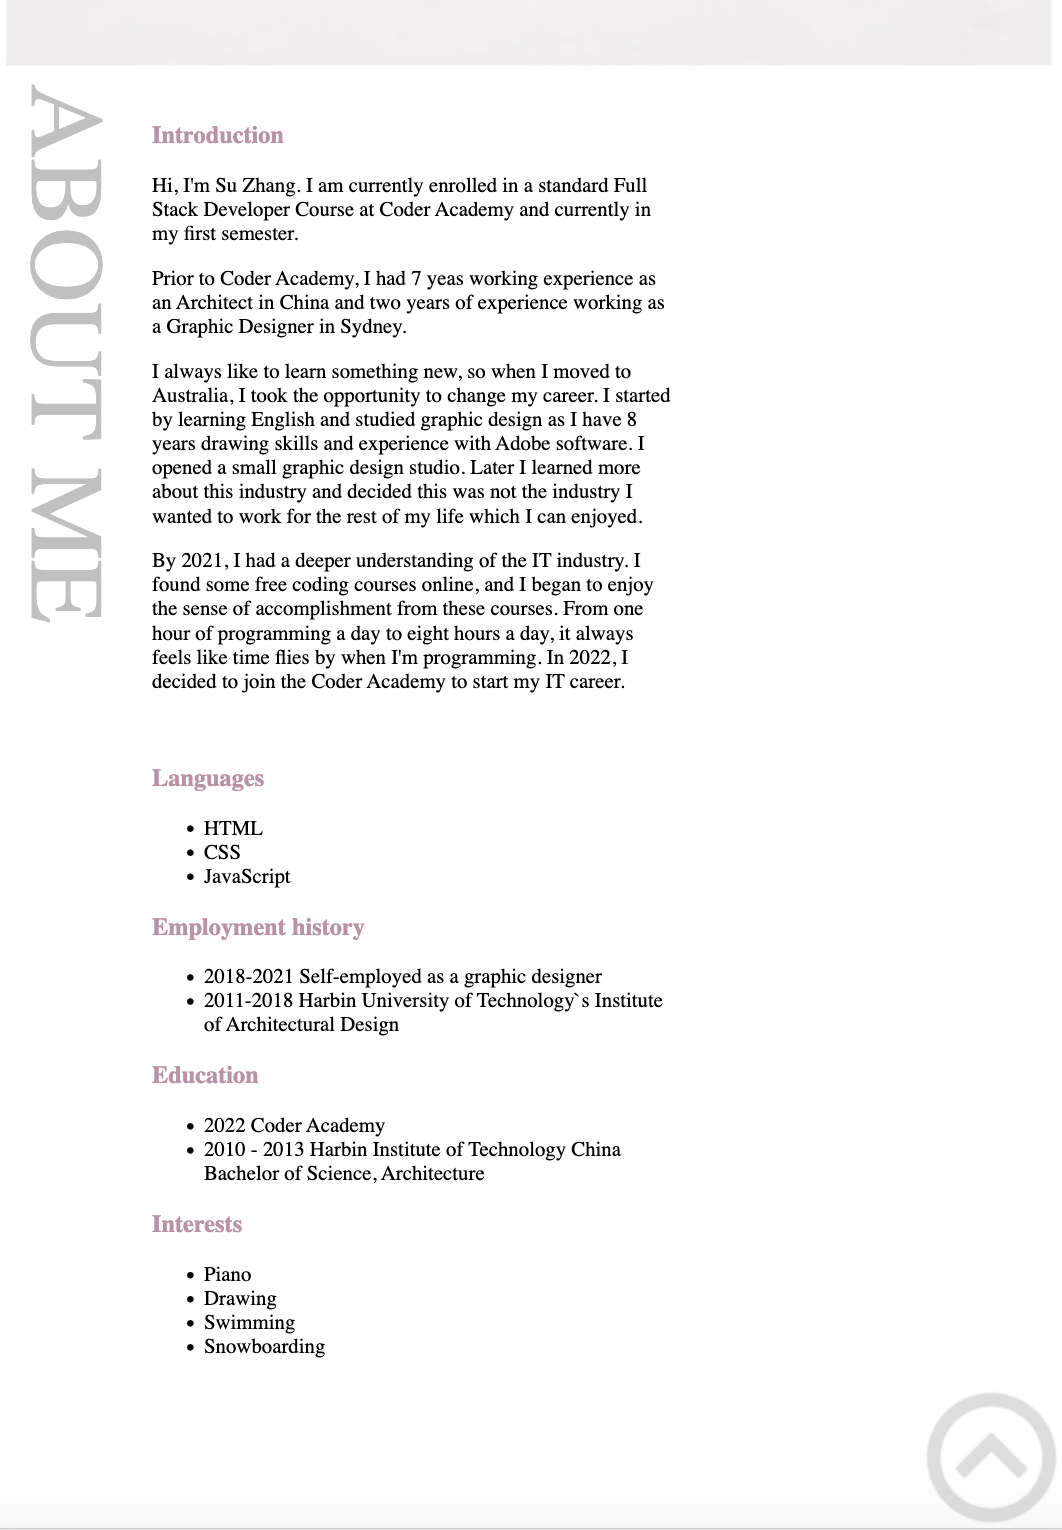 ABOUT ME
Introduction
Hi, I'm Su Zhang. I am currently enrolled in a standard Full
Stack Developer Course at Coder Academy and currently in
my first semester.
Prior to Coder Academy, I had 7 yeas working experience as
an Architect in China and two years of experience working as
a Graphic Designer in Sydney.
I always like to learn something new, so when I moved to
Australia, I took the opportunity to change my career. I started
by learning English and studied graphic design as I have 8
years drawing skills and experience with Adobe software. I
opened a small graphic design studio. Later I learned more
about this industry and decided this was not the industry I
wanted to work for the rest of my life which I can enjoyed.
By 2021, I had a deeper understanding of the IT industry. I
found some free coding courses online, and I began to enjoy
the sense of accomplishment from these courses. From one
hour of programming a day to eight hours a day, it always
feels like time flies by when I'm programming. In 2022, I
decided to join the Coder Academy to start my IT career.
Languages
• HTML
• CSS
• JavaScript
Employment history
• 2018-2021 Self-employed as a graphic designer
• 2011-2018 Harbin University of Technology`s Institute
of Architectural Design
Education
• 2022 Coder Academy
• 2010 - 2013 Harbin Institute of Technology China
Bachelor of Science, Architecture
Interests
• Piano
• Drawing
• Swimming
• Snowboarding